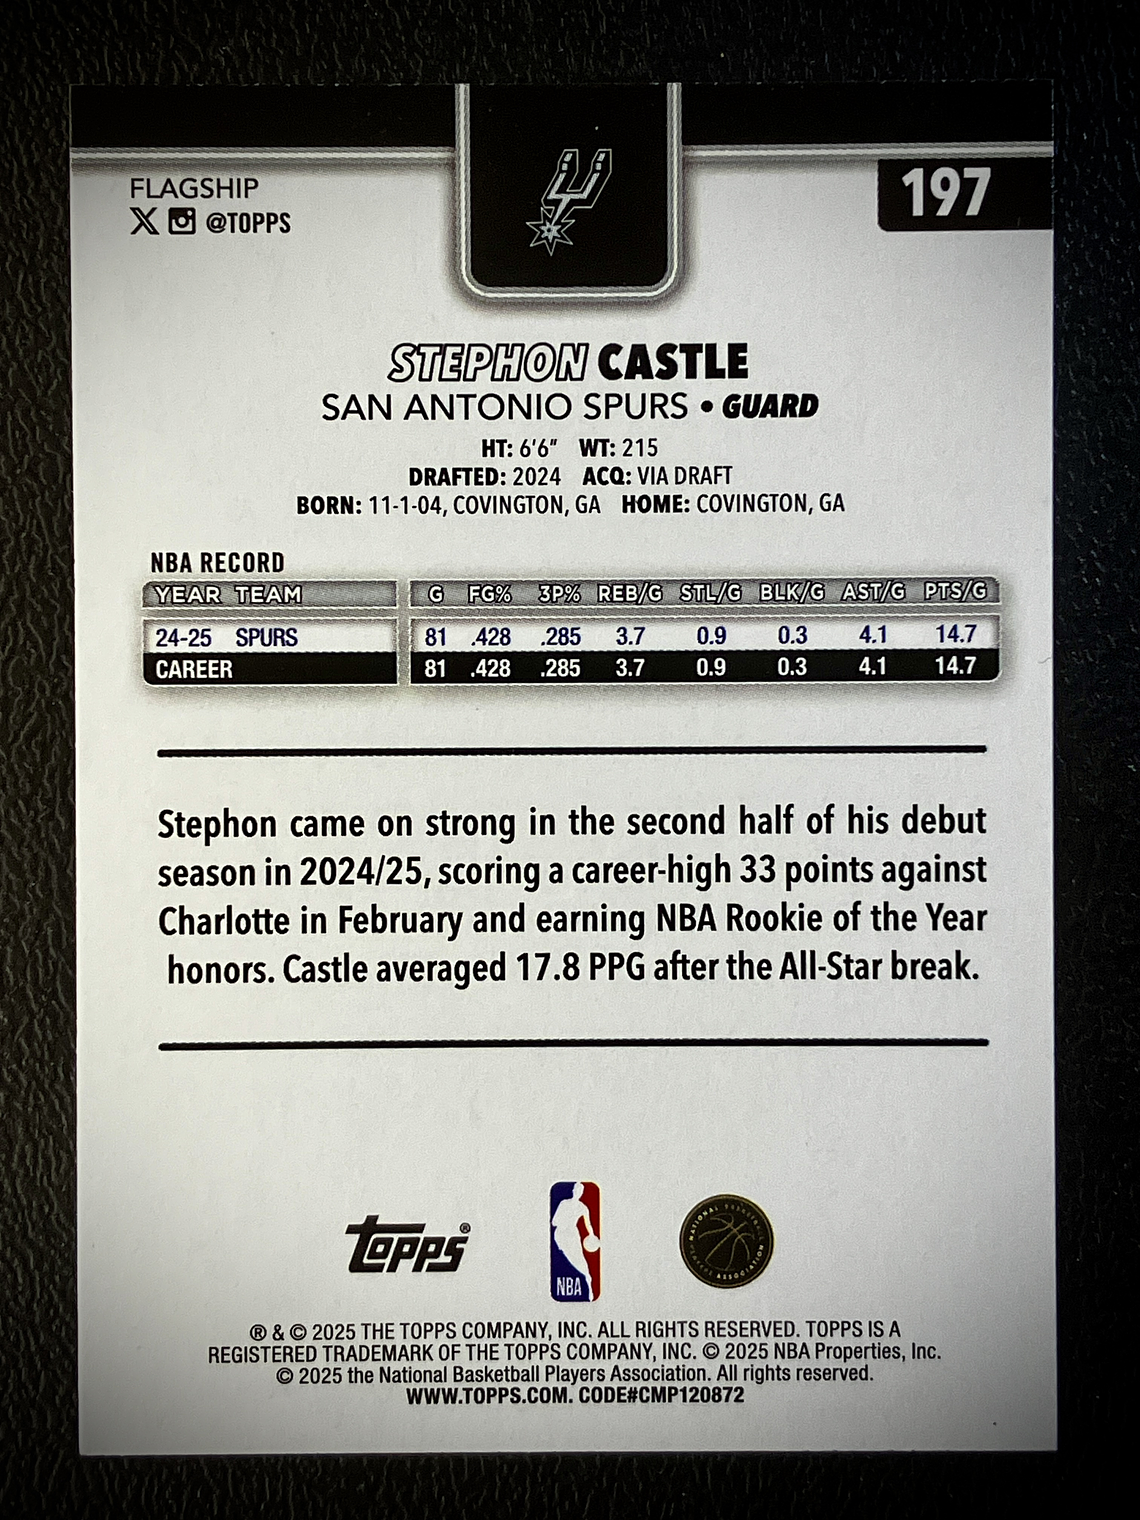 FLAGSHIP
@TOPPS
197
STEPHON CASTLE
SAN ANTONIO SPURS • GUARD
HT: 6'6" WT: 215
DRAFTED: 2024 ACQ: VIA DRAFT
BORN: 11-1-04, COVINGTON, GA HOME: COVINGTON, GA
NBA RECORD
YEAR TEAM G FG% 3P% REB/G STL/G BLK/G AST/G PTS/G
24-25 SPURS 81 .428 .285 3.7 0.9 0.3 4.1 14.7
CAREER 81 .428 .285 3.7 0.9 0.3 4.1 14.7
Stephon came on strong in the second half of his debut
season in 2024/25, scoring a career-high 33 points against
Charlotte in February and earning NBA Rookie of the Year
honors. Castle averaged 17.8 PPG after the All-Star break.
topps®
NBA
NATIONAL BASKETBALL
PLAYERS ASSOCIATION
® & © 2025 THE TOPPS COMPANY, INC. ALL RIGHTS RESERVED. TOPPS IS A
REGISTERED TRADEMARK OF THE TOPPS COMPANY, INC. © 2025 NBA Properties, Inc.
© 2025 the National Basketball Players Association. All rights reserved.
WWW.TOPPS.COM. CODE#CMP120872